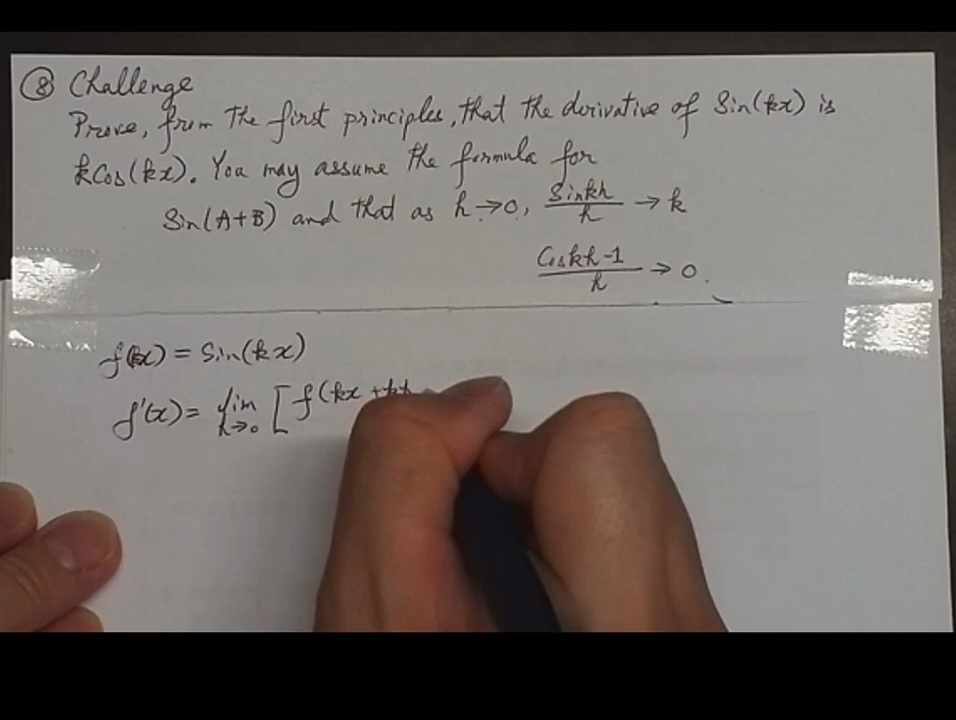 ⑧ Challenge
Prove, from the first principles, that the derivative of Sin(kx) is
kCos(kx). You may assume the formula for
Sin(A+B) and that as h→0, Sinkh/h → k
Coskh-1/h → 0.
f(x) = Sin(kx)
f'(x) = lim h→0 [f(kx +kh